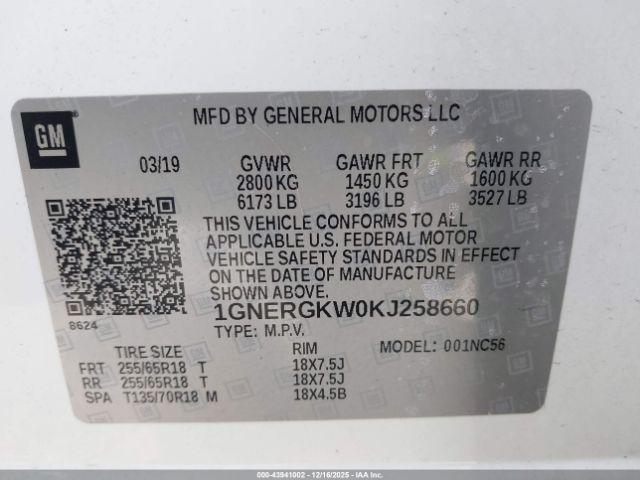 MFD BY GENERAL MOTORS LLC
GM
03/19 GVWR GAWR FRT GAWR RR
2800 KG 1450 KG 1600 KG
6173 LB 3196 LB 3527 LB
THIS VEHICLE CONFORMS TO ALL
APPLICABLE U.S. FEDERAL MOTOR
VEHICLE SAFETY STANDARDS IN EFFECT
ON THE DATE OF MANUFACTURE
SHOWN ABOVE.
1GNERGKW0KJ258660
8624
TYPE: M.P.V.
TIRE SIZE RIM MODEL: 001NC56
FRT 255/65R18 T 18X7.5J
RR 255/65R18 T 18X7.5J
SPA T135/70R18 M 18X4.5B
000-43941002 - 12/16/2025 - IAAI.COM